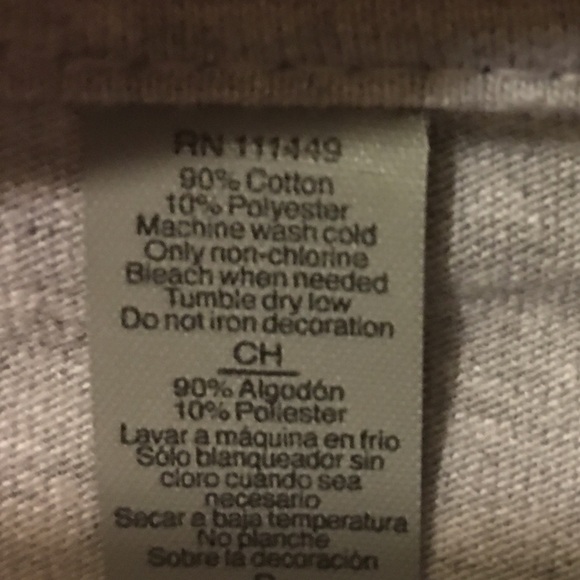 RN 111449
90% Cotton
10% Polyester
Machine wash cold
Only non-chlorine
Bleach when needed
Tumble dry low
Do not iron decoration
CH
90% Algodón
10% Poliester
Lavar a máquina en frio
Sólo blanqueador sin
cloro cuando sea
necesario
Secar a baja temperatura
No planche
Sobre la decoración